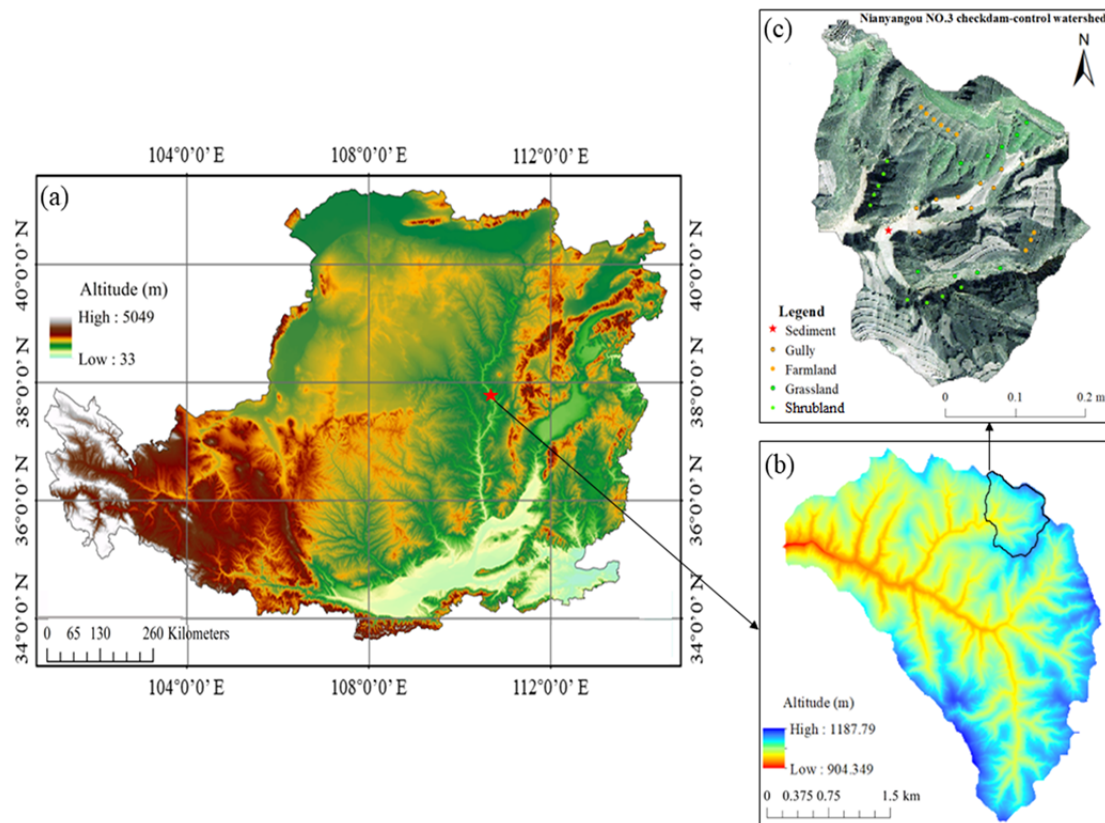 (a)
104°0'0" E
108°0'0" E
112°0'0" E
40°0'0" N
38°0'0" N
36°0'0" N
34°0'0" N
40°0'0" N
38°0'0" N
36°0'0" N
34°0'0" N
Altitude (m)
High : 5049
Low : 33
0 65 130 260 Kilometers
104°0'0" E
108°0'0" E
112°0'0" E
(c)
Nianyangou NO.3 checkdam-control watershed
N
Legend
Sediment
Gully
Farmland
Grassland
Shrubland
0 0.1 0.2 m
(b)
Altitude (m)
High : 1187.79
Low : 904.349
0 0.375 0.75 1.5 km